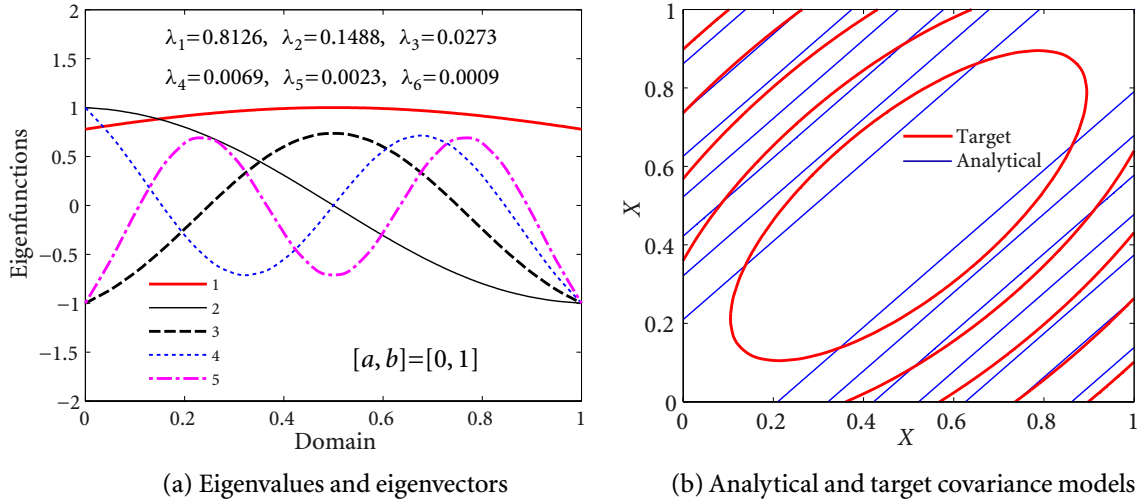 λ1=0.8126, λ2=0.1488, λ3=0.0273
λ4=0.0069, λ5=0.0023, λ6=0.0009
2
1.5
1
0.5
0
−0.5
−1
−1.5
−2
Eigenfunctions
1
2
3
4
5
[a, b]=[0, 1]
0 0.2 0.4 0.6 0.8 1
Domain
(a) Eigenvalues and eigenvectors
1
0.8
0.6
0.4
0.2
0
X
Target
Analytical
0 0.2 0.4 0.6 0.8 1
X
(b) Analytical and target covariance models